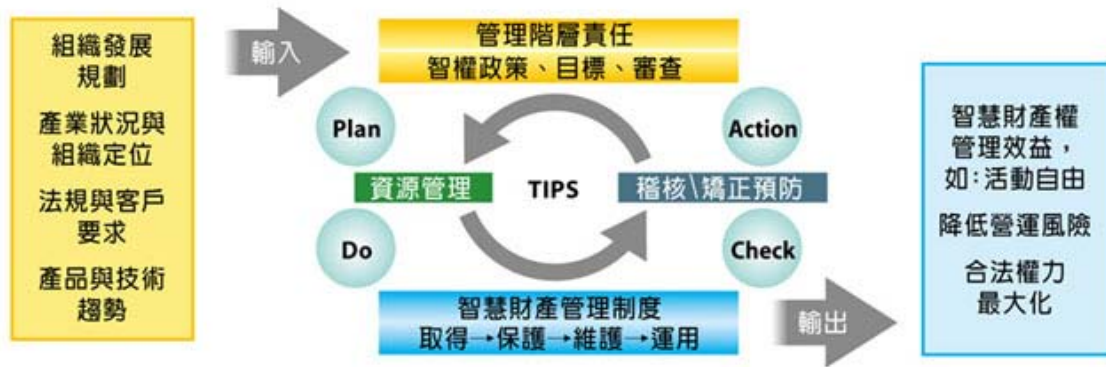 組織發展
規劃
產業狀況與
組織定位
法規與客戶
要求
產品與技術
趨勢
輸入
管理階層責任
智權政策、目標、審查
Plan
Action
資源管理
TIPS
稽核\矯正預防
Do
Check
智慧財產管理制度
取得→保護→維護→運用
輸出
智慧財產權
管理效益，
如:活動自由
降低營運風險
合法權力
最大化